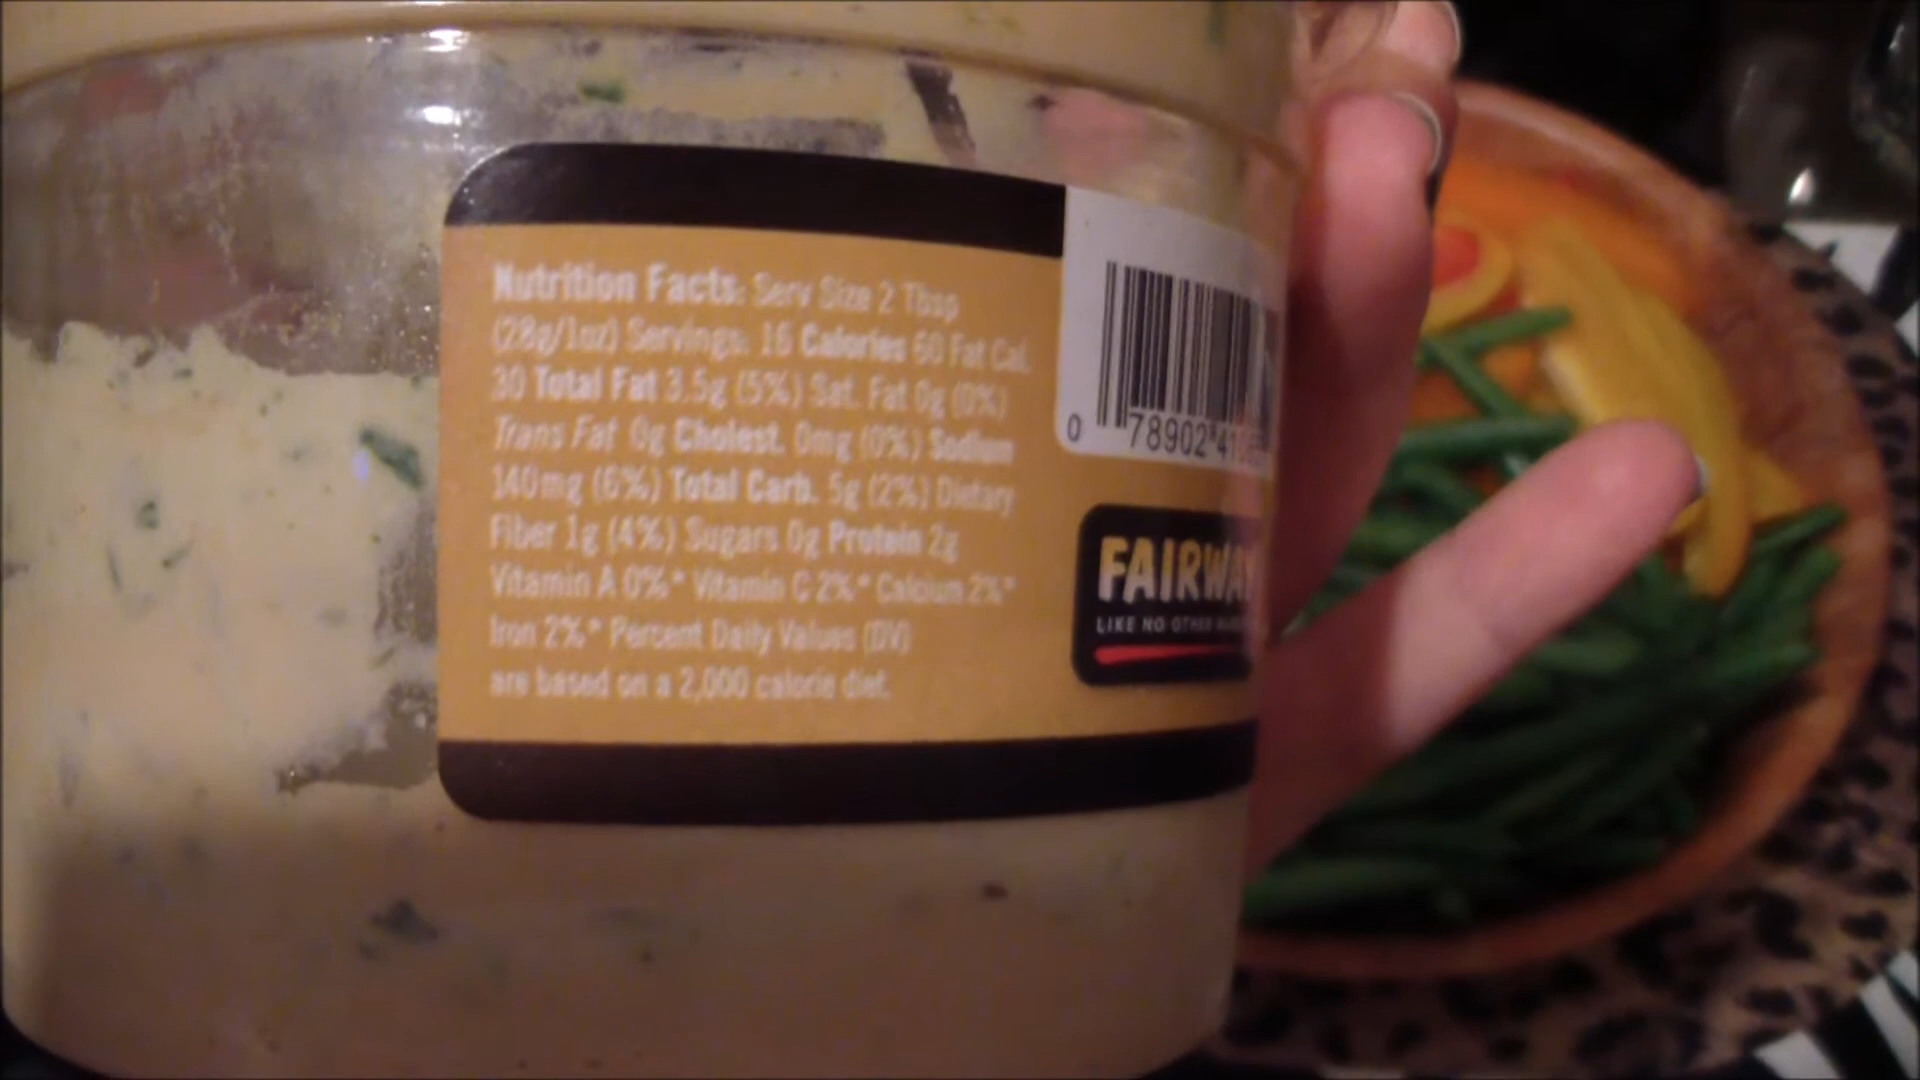 Nutrition Facts: Serv Size 2 Tbsp
(28g/1oz) Servings: 16 Calories 60 Fat Cal.
30 Total Fat 3.5g (5%) Sat. Fat 0g (0%)
Trans Fat 0g Cholest. 0mg (0%) Sodium
140mg (6%) Total Carb. 5g (2%) Dietary
Fiber 1g (4%) Sugars 0g Protein 2g
Vitamin A 0%* Vitamin C 2%* Calcium 2%*
Iron 2%* Percent Daily Values (DV)
are based on a 2,000 calorie diet.
0 78902
FAIRWAY
LIKE NO OTHER